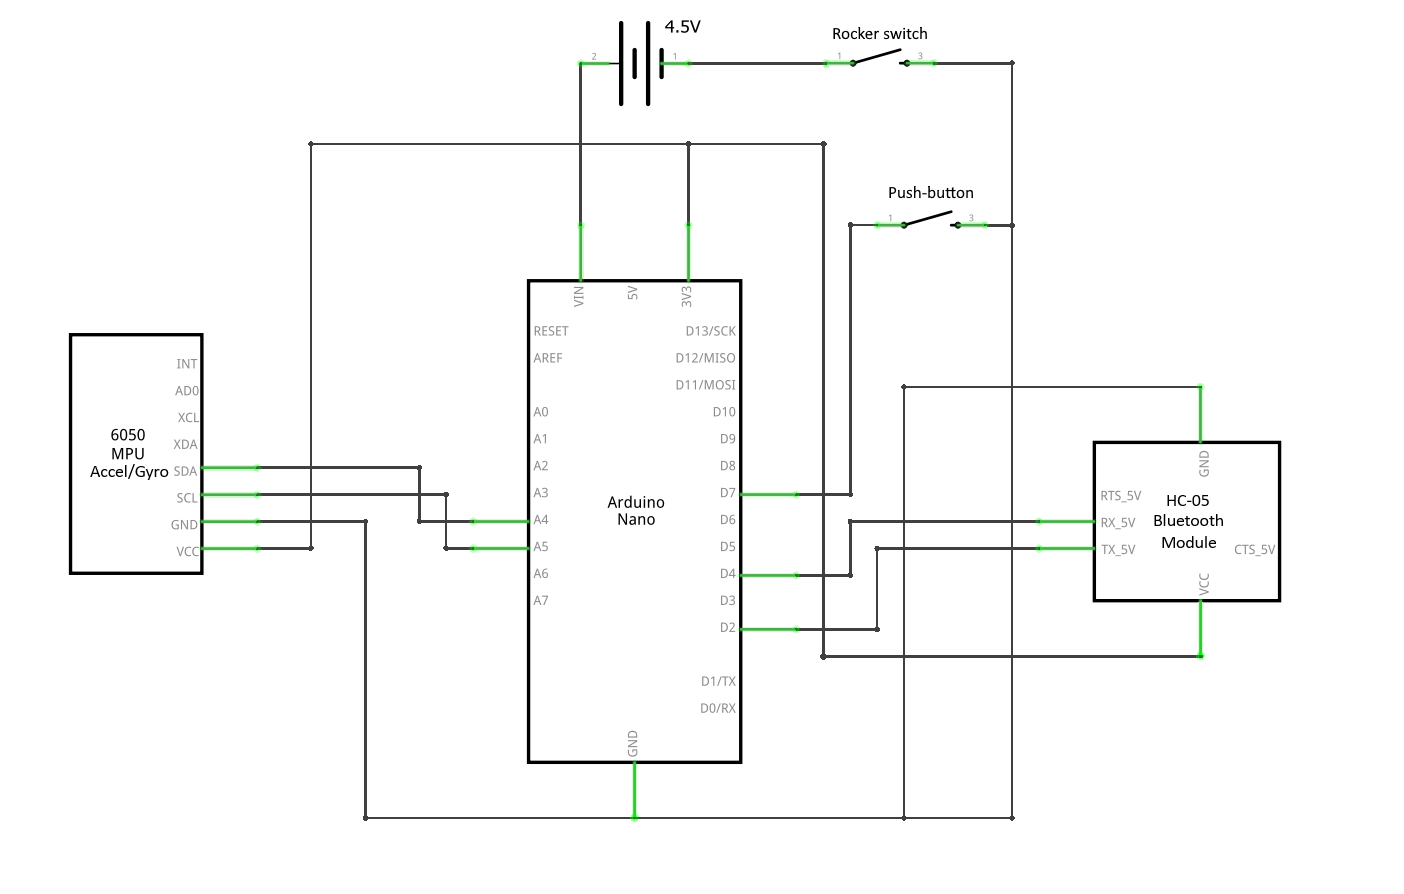 4.5V
Rocker switch
2
1
1
3
Push-button
1
3
VIN
5V
3V3
RESET
D13/SCK
AREF
D12/MISO
D11/MOSI
A0
D10
A1
D9
A2
D8
A3
D7
A4
D6
A5
D5
A6
D4
A7
D3
D2
D1/TX
D0/RX
GND
Arduino
Nano
INT
AD0
XCL
XDA
SDA
SCL
GND
VCC
6050
MPU
Accel/Gyro
GND
RTS_5V
RX_5V
TX_5V
CTS_5V
VCC
HC-05
Bluetooth
Module